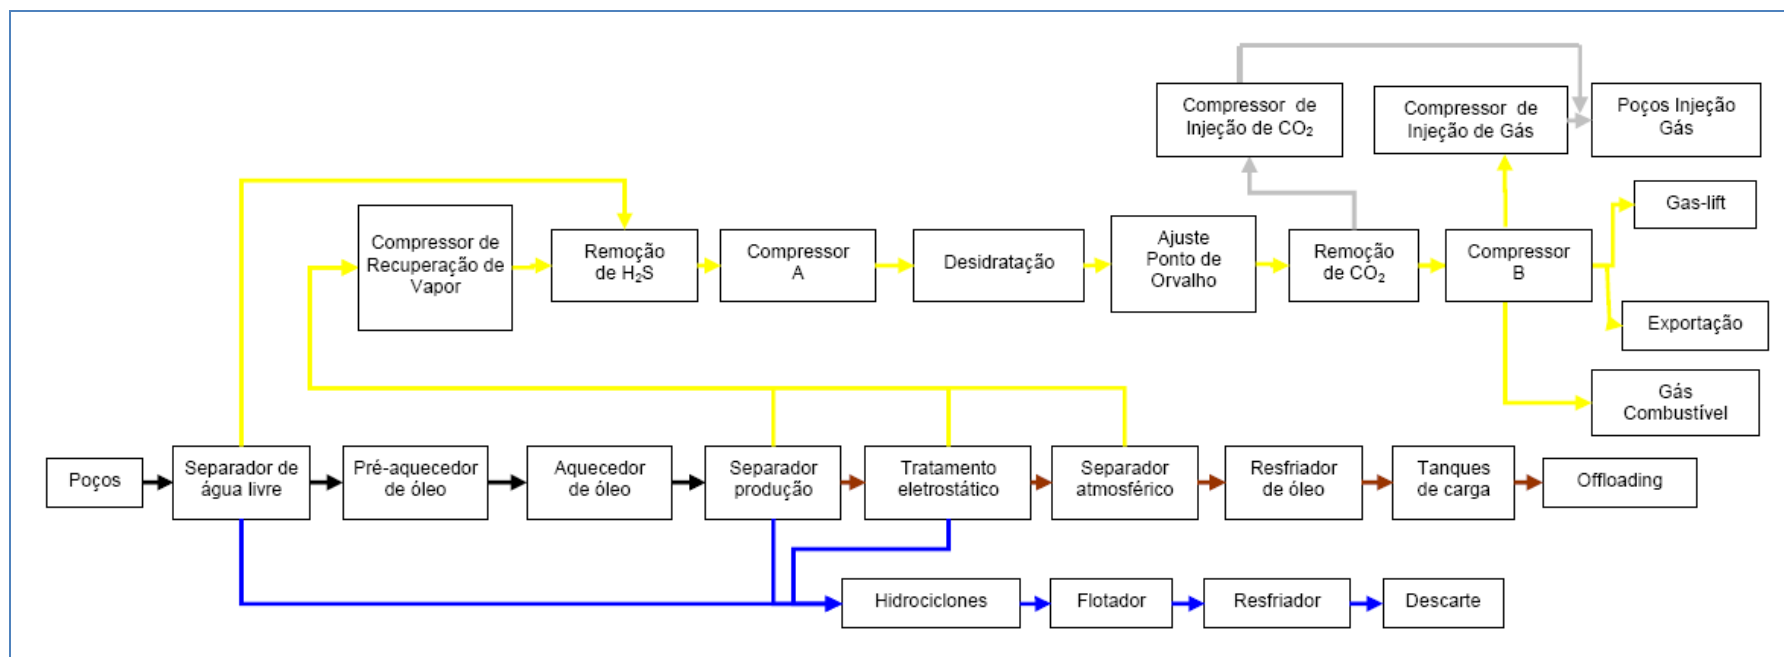 Compressor de
Injeção de CO₂
Compressor de
Injeção de Gás
Poços Injeção
Gás
Gas-lift
Compressor de
Recuperação de
Vapor
Remoção
de H₂S
Compressor
A
Desidratação
Ajuste
Ponto de
Orvalho
Remoção
de CO₂
Compressor
B
Exportação
Gás
Combustível
Poços
Separador de
água livre
Pré-aquecedor
de óleo
Aquecedor
de óleo
Separador
produção
Tratamento
eletrostático
Separador
atmosférico
Resfriador
de óleo
Tanques
de carga
Offloading
Hidrociclones
Flotador
Resfriador
Descarte